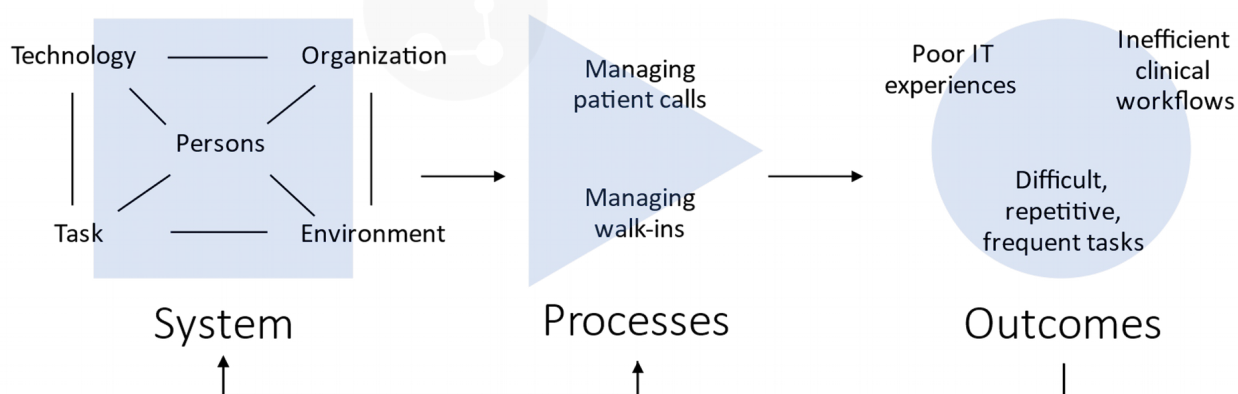 Technology
Organization
Persons
Task
Environment
System
Managing
patient calls
Managing
walk-ins
Processes
Poor IT
experiences
Inefficient
clinical
workflows
Difficult,
repetitive,
frequent tasks
Outcomes